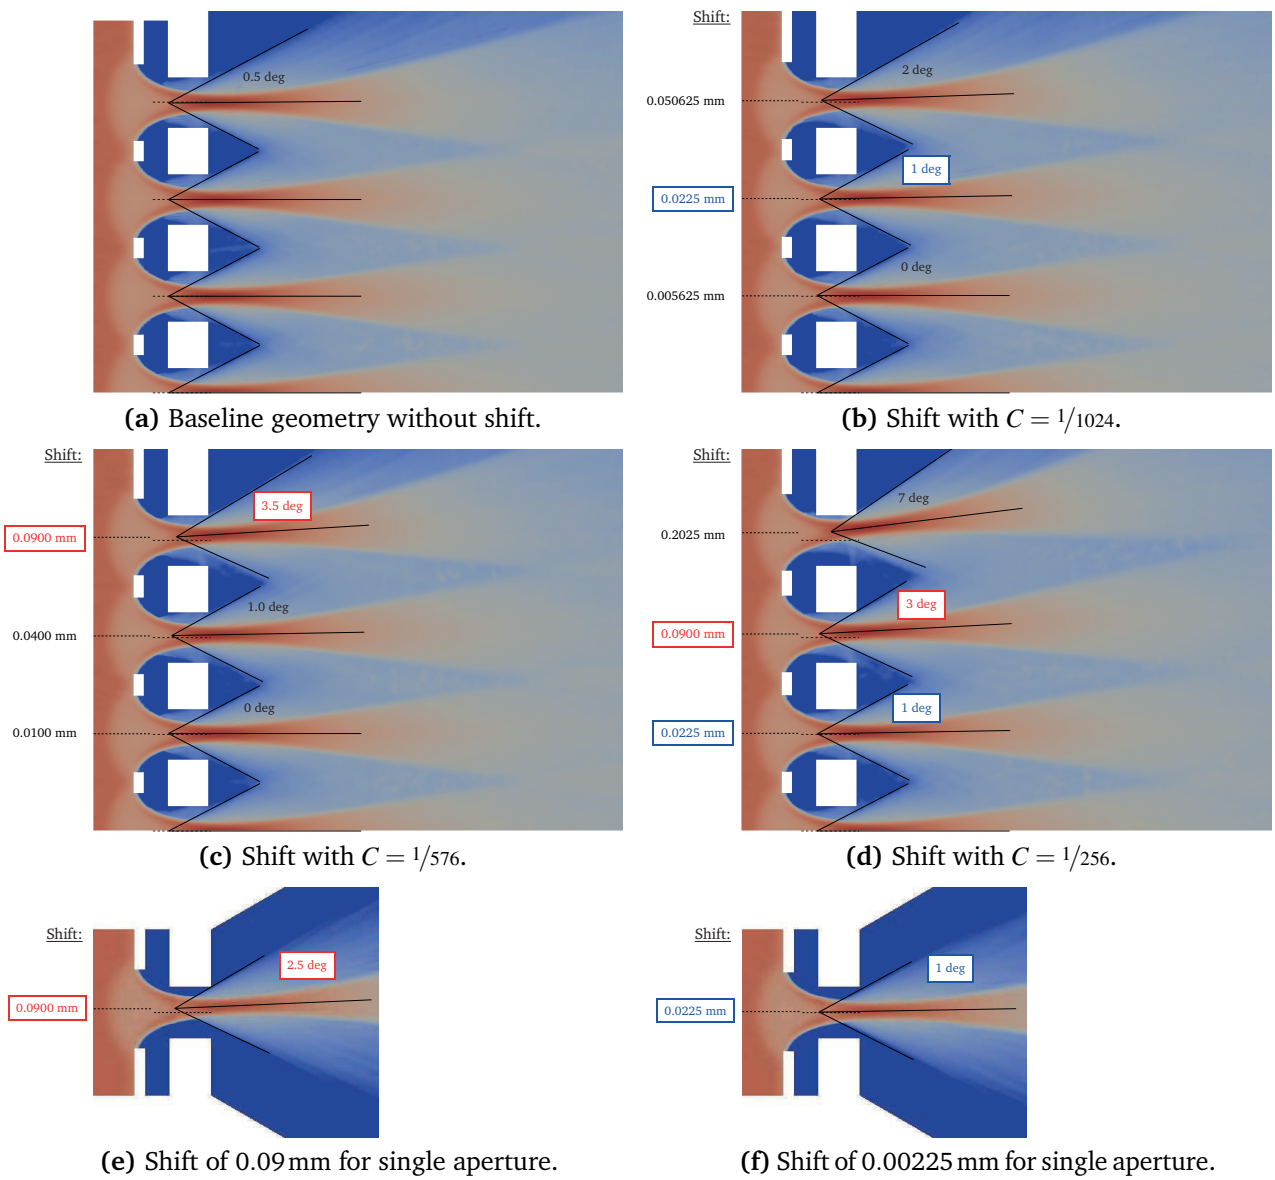 0.5 deg
(a) Baseline geometry without shift.
Shift:
2 deg
0.050625 mm
1 deg
0.0225 mm
0 deg
0.005625 mm
(b) Shift with C = 1/1024.
Shift:
3.5 deg
0.0900 mm
1.0 deg
0.0400 mm
0 deg
0.0100 mm
(c) Shift with C = 1/576.
Shift:
7 deg
0.2025 mm
3 deg
0.0900 mm
1 deg
0.0225 mm
(d) Shift with C = 1/256.
Shift:
2.5 deg
0.0900 mm
(e) Shift of 0.09 mm for single aperture.
Shift:
1 deg
0.0225 mm
(f) Shift of 0.00225 mm for single aperture.